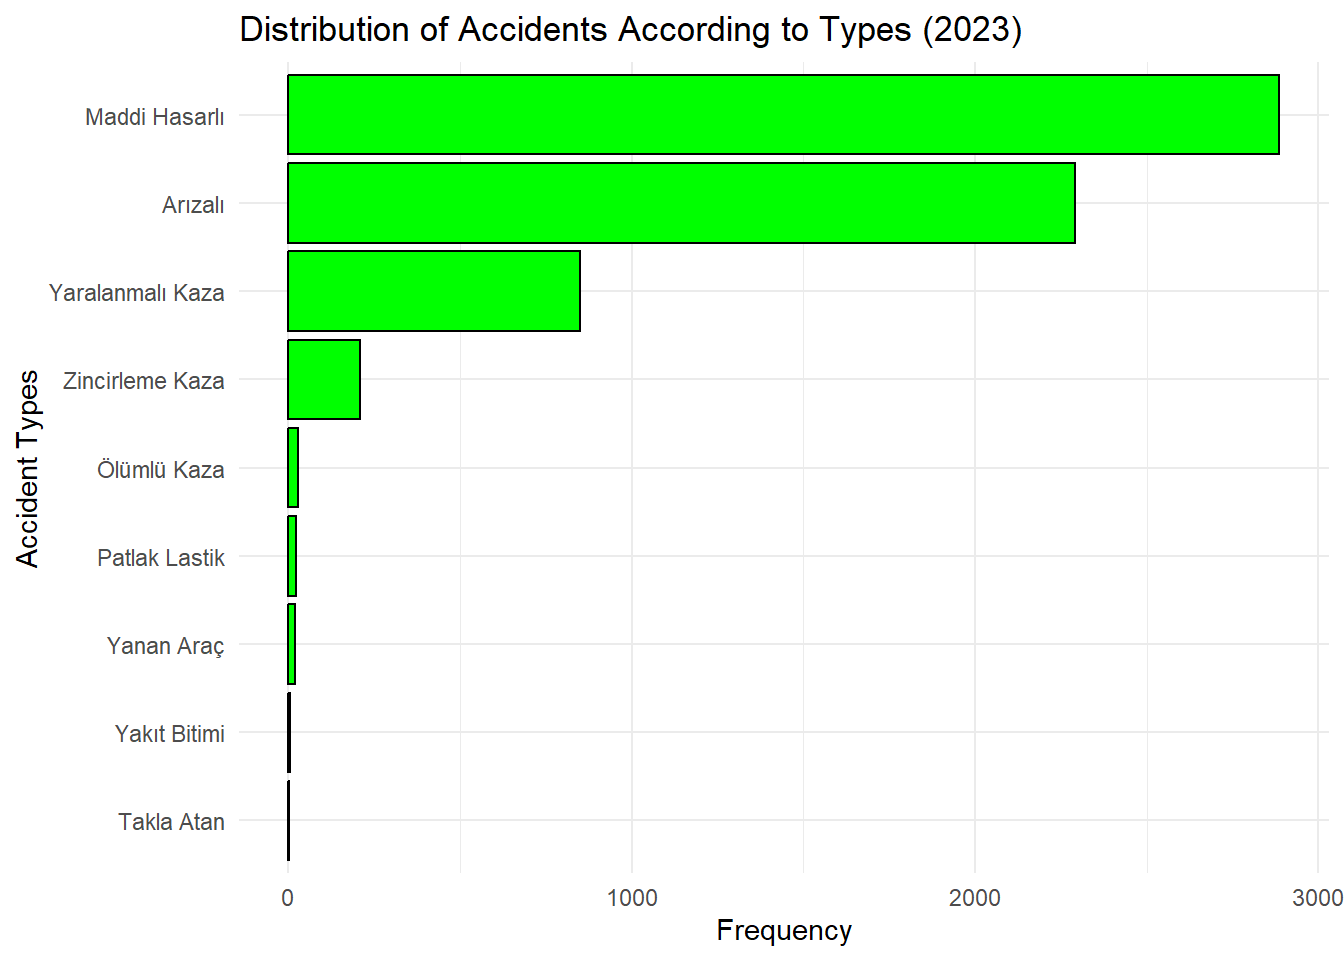 Distribution of Accidents According to Types (2023)
Accident Types
Maddi Hasarlı
Arızalı
Yaralanmalı Kaza
Zincirleme Kaza
Ölümlü Kaza
Patlak Lastik
Yanan Araç
Yakıt Bitimi
Takla Atan
0 1000 2000 3000
Frequency